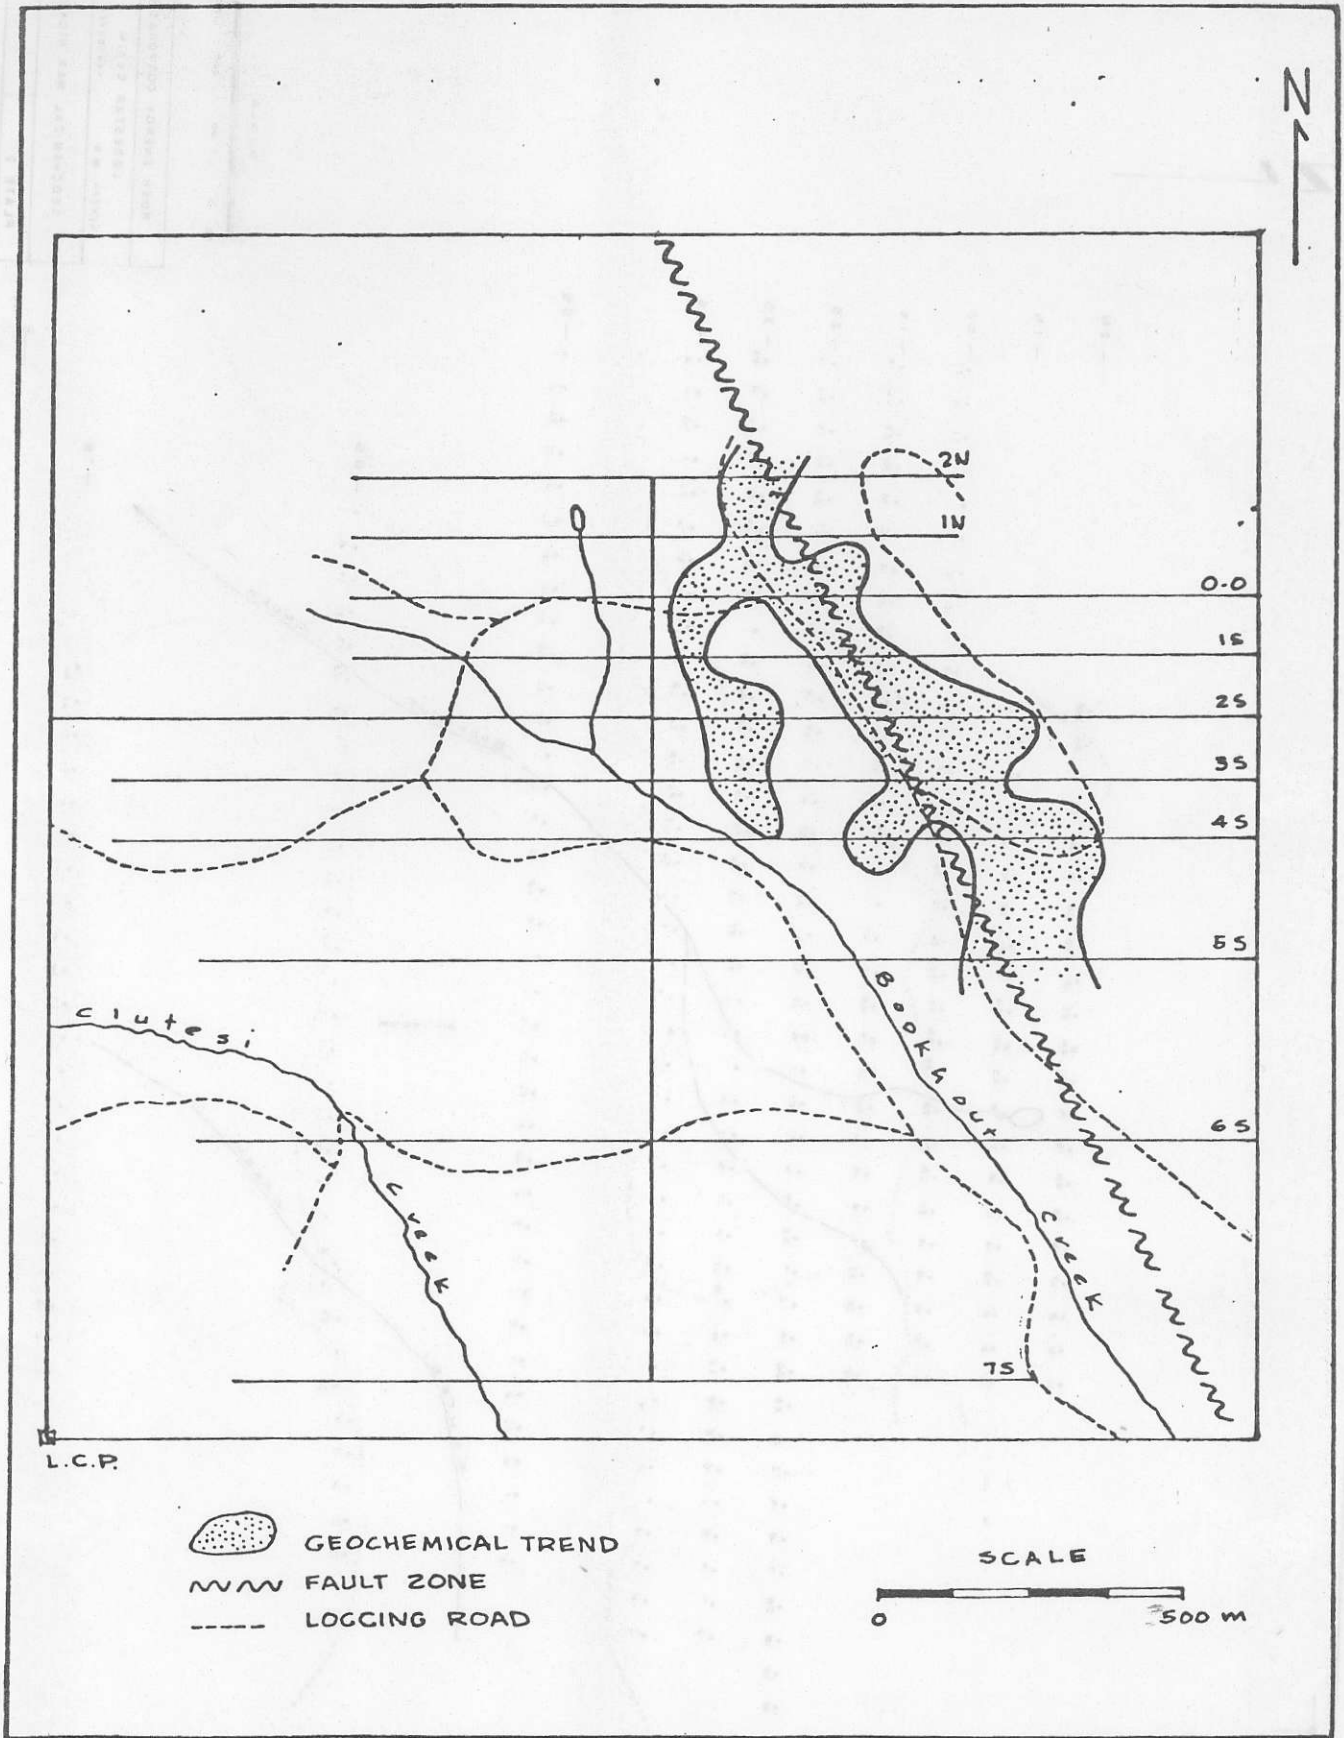 N
2N
1N
0·0
1S
2S
3S
4S
5S
Clutesi Creek
Bookhout Creek
6S
7S
L.C.P.
GEOCHEMICAL TREND
FAULT ZONE
LOGGING ROAD
SCALE
0 500 m